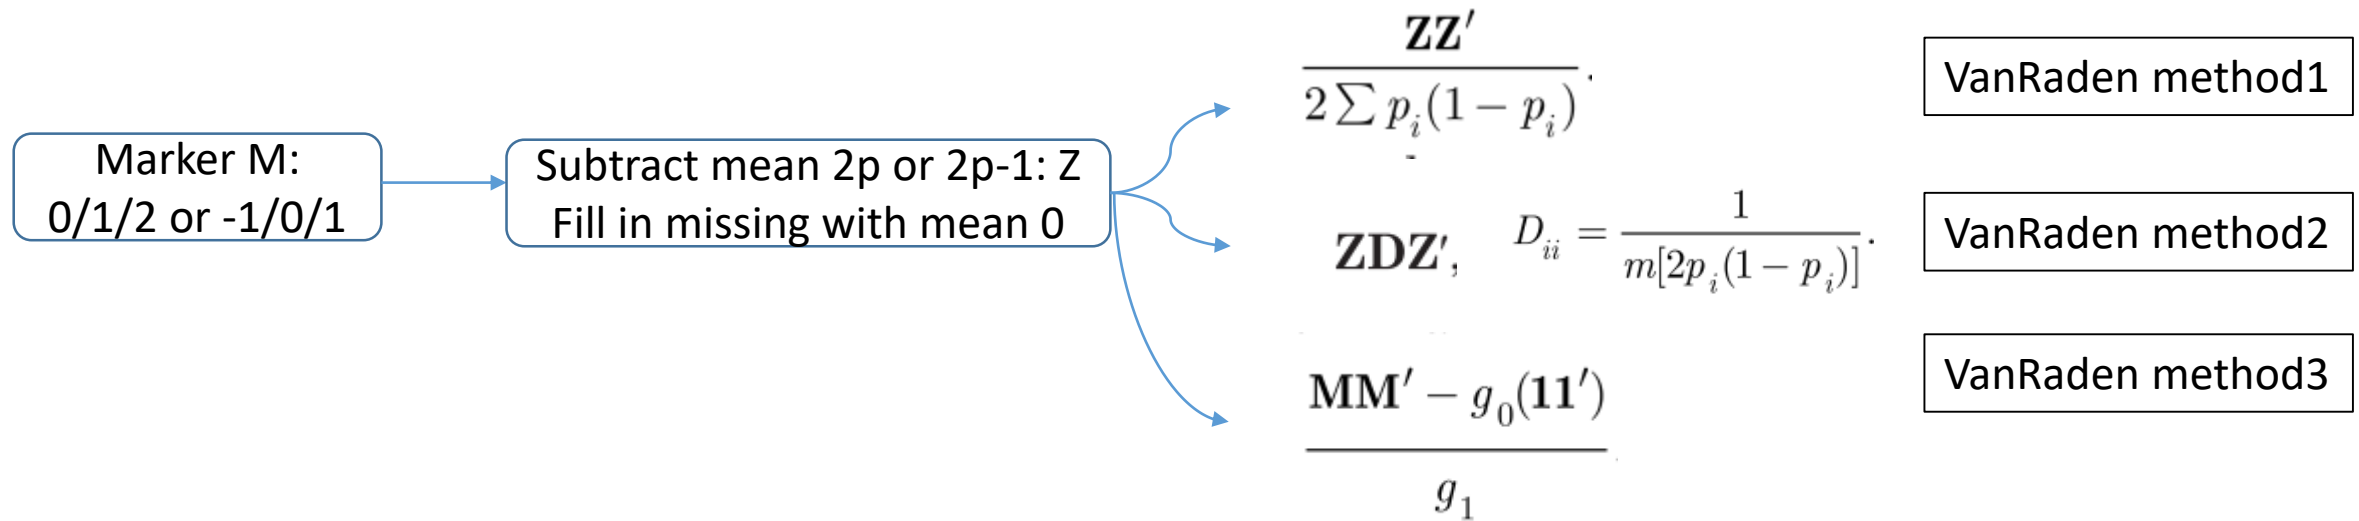 Marker M:
0/1/2 or -1/0/1
Subtract mean 2p or 2p-1: Z
Fill in missing with mean 0
ZZ′
2 ∑ pᵢ(1 − pᵢ)
.
VanRaden method1
ZDZ′,
Dᵢᵢ =
1
m[2pᵢ(1 − pᵢ)]
.
VanRaden method2
MM′ − g₀(11′)
g₁
VanRaden method3